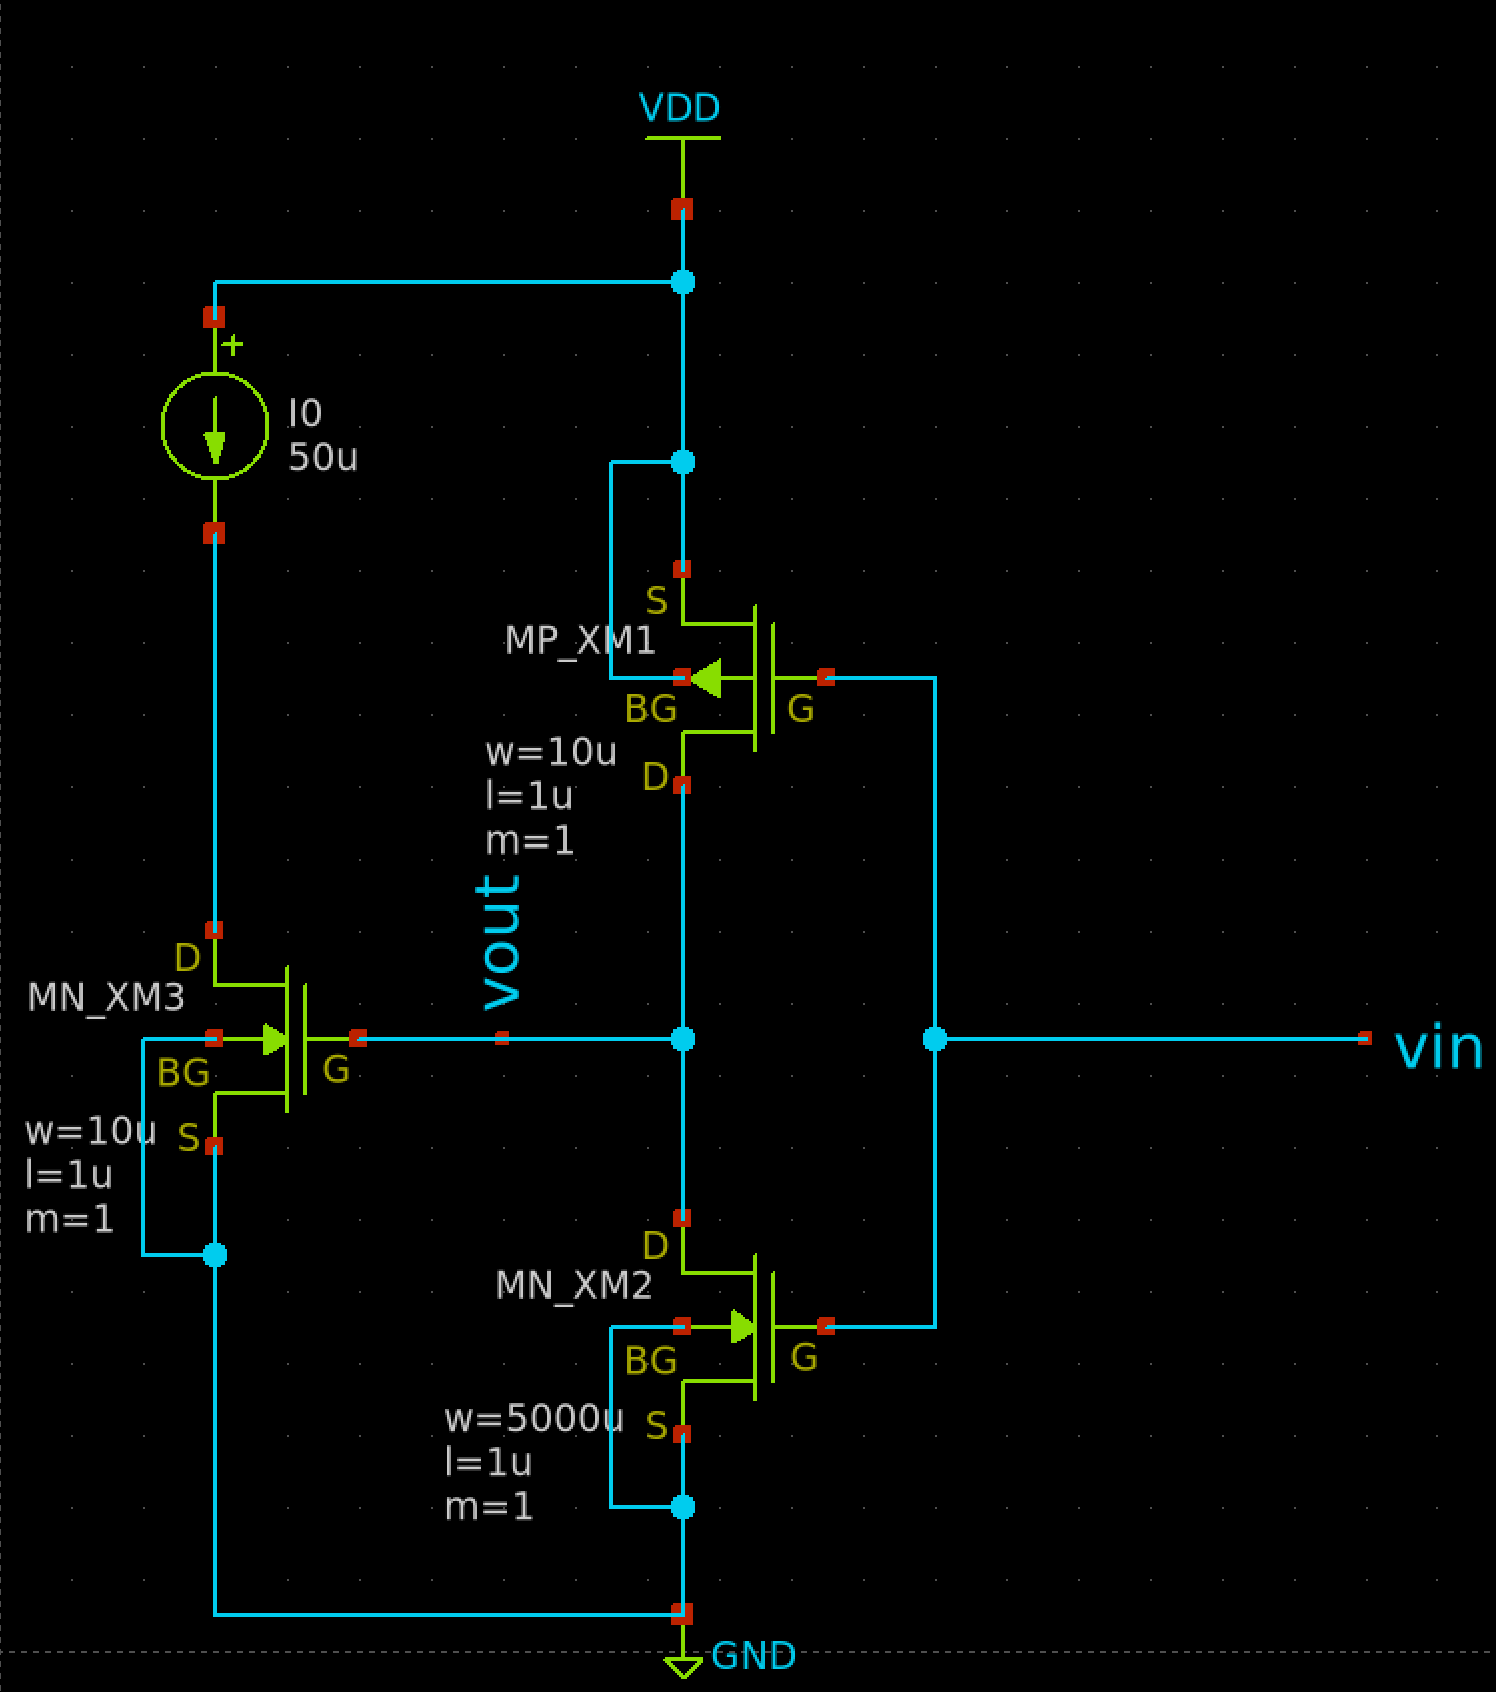 VDD
+
I0
50u
S
MP_XM1
BG
G
w=10u
l=1u
m=1
D
vout
D
MN_XM3
BG
G
w=10u
l=1u
m=1
S
vin
D
MN_XM2
BG
G
w=5000u
l=1u
m=1
S
GND